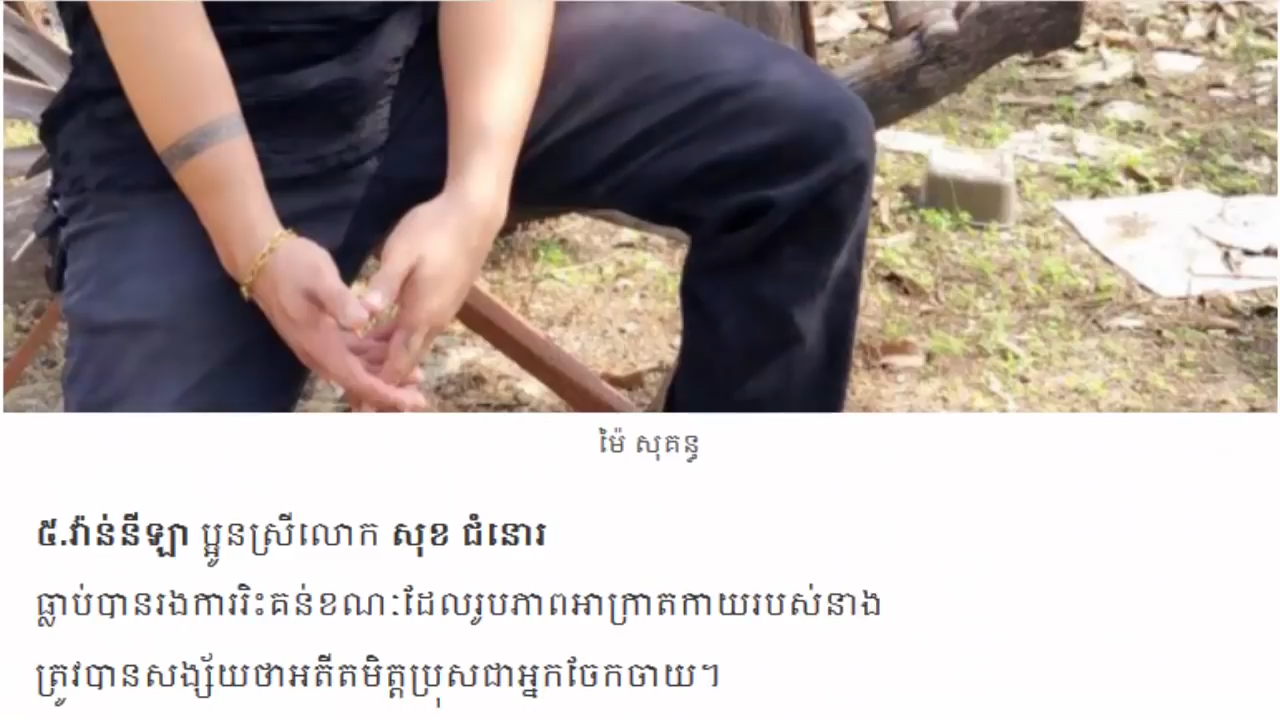 ម៉ៃ សុគន្ធ
៥.វ៉ាន់នីឡា ប្អូនស្រីលោក សុខ ជំនោរ
ធ្លាប់បានរងការរិះគន់ខណៈដែលរូបភាពអាក្រាតកាយរបស់នាង
ត្រូវបានសង្ស័យថាអតីតមិត្តប្រុសជាអ្នកចែកចាយ។